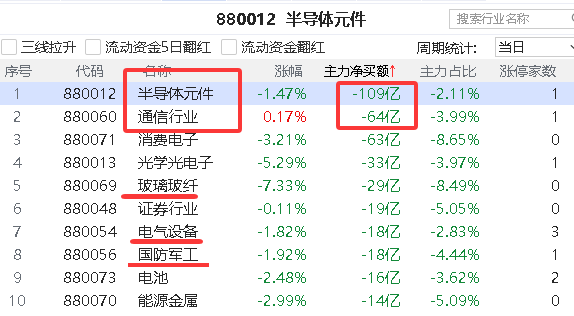 880012 半导体元件
搜索行业名称
三线拉升 流动资金5日翻红 流动资金翻红 周期统计: 当日
序号 代码 名称 涨幅 主力净买额↑ 主力占比 涨停家数
1 880012 半导体元件 -1.47% -109亿 -2.11% 1
2 880060 通信行业 0.17% -64亿 -3.99% 1
3 880071 消费电子 -3.21% -63亿 -8.65% 0
4 880013 光学光电子 -5.29% -33亿 -3.97% 1
5 880069 玻璃玻纤 -7.33% -29亿 -8.49% 0
6 880048 证券行业 -0.11% -19亿 -5.05% 0
7 880054 电气设备 -1.82% -18亿 -2.83% 3
8 880056 国防军工 -1.92% -18亿 -4.44% 1
9 880073 电池 -2.48% -16亿 -3.62% 2
10 880070 能源金属 -2.99% -14亿 -5.09% 0